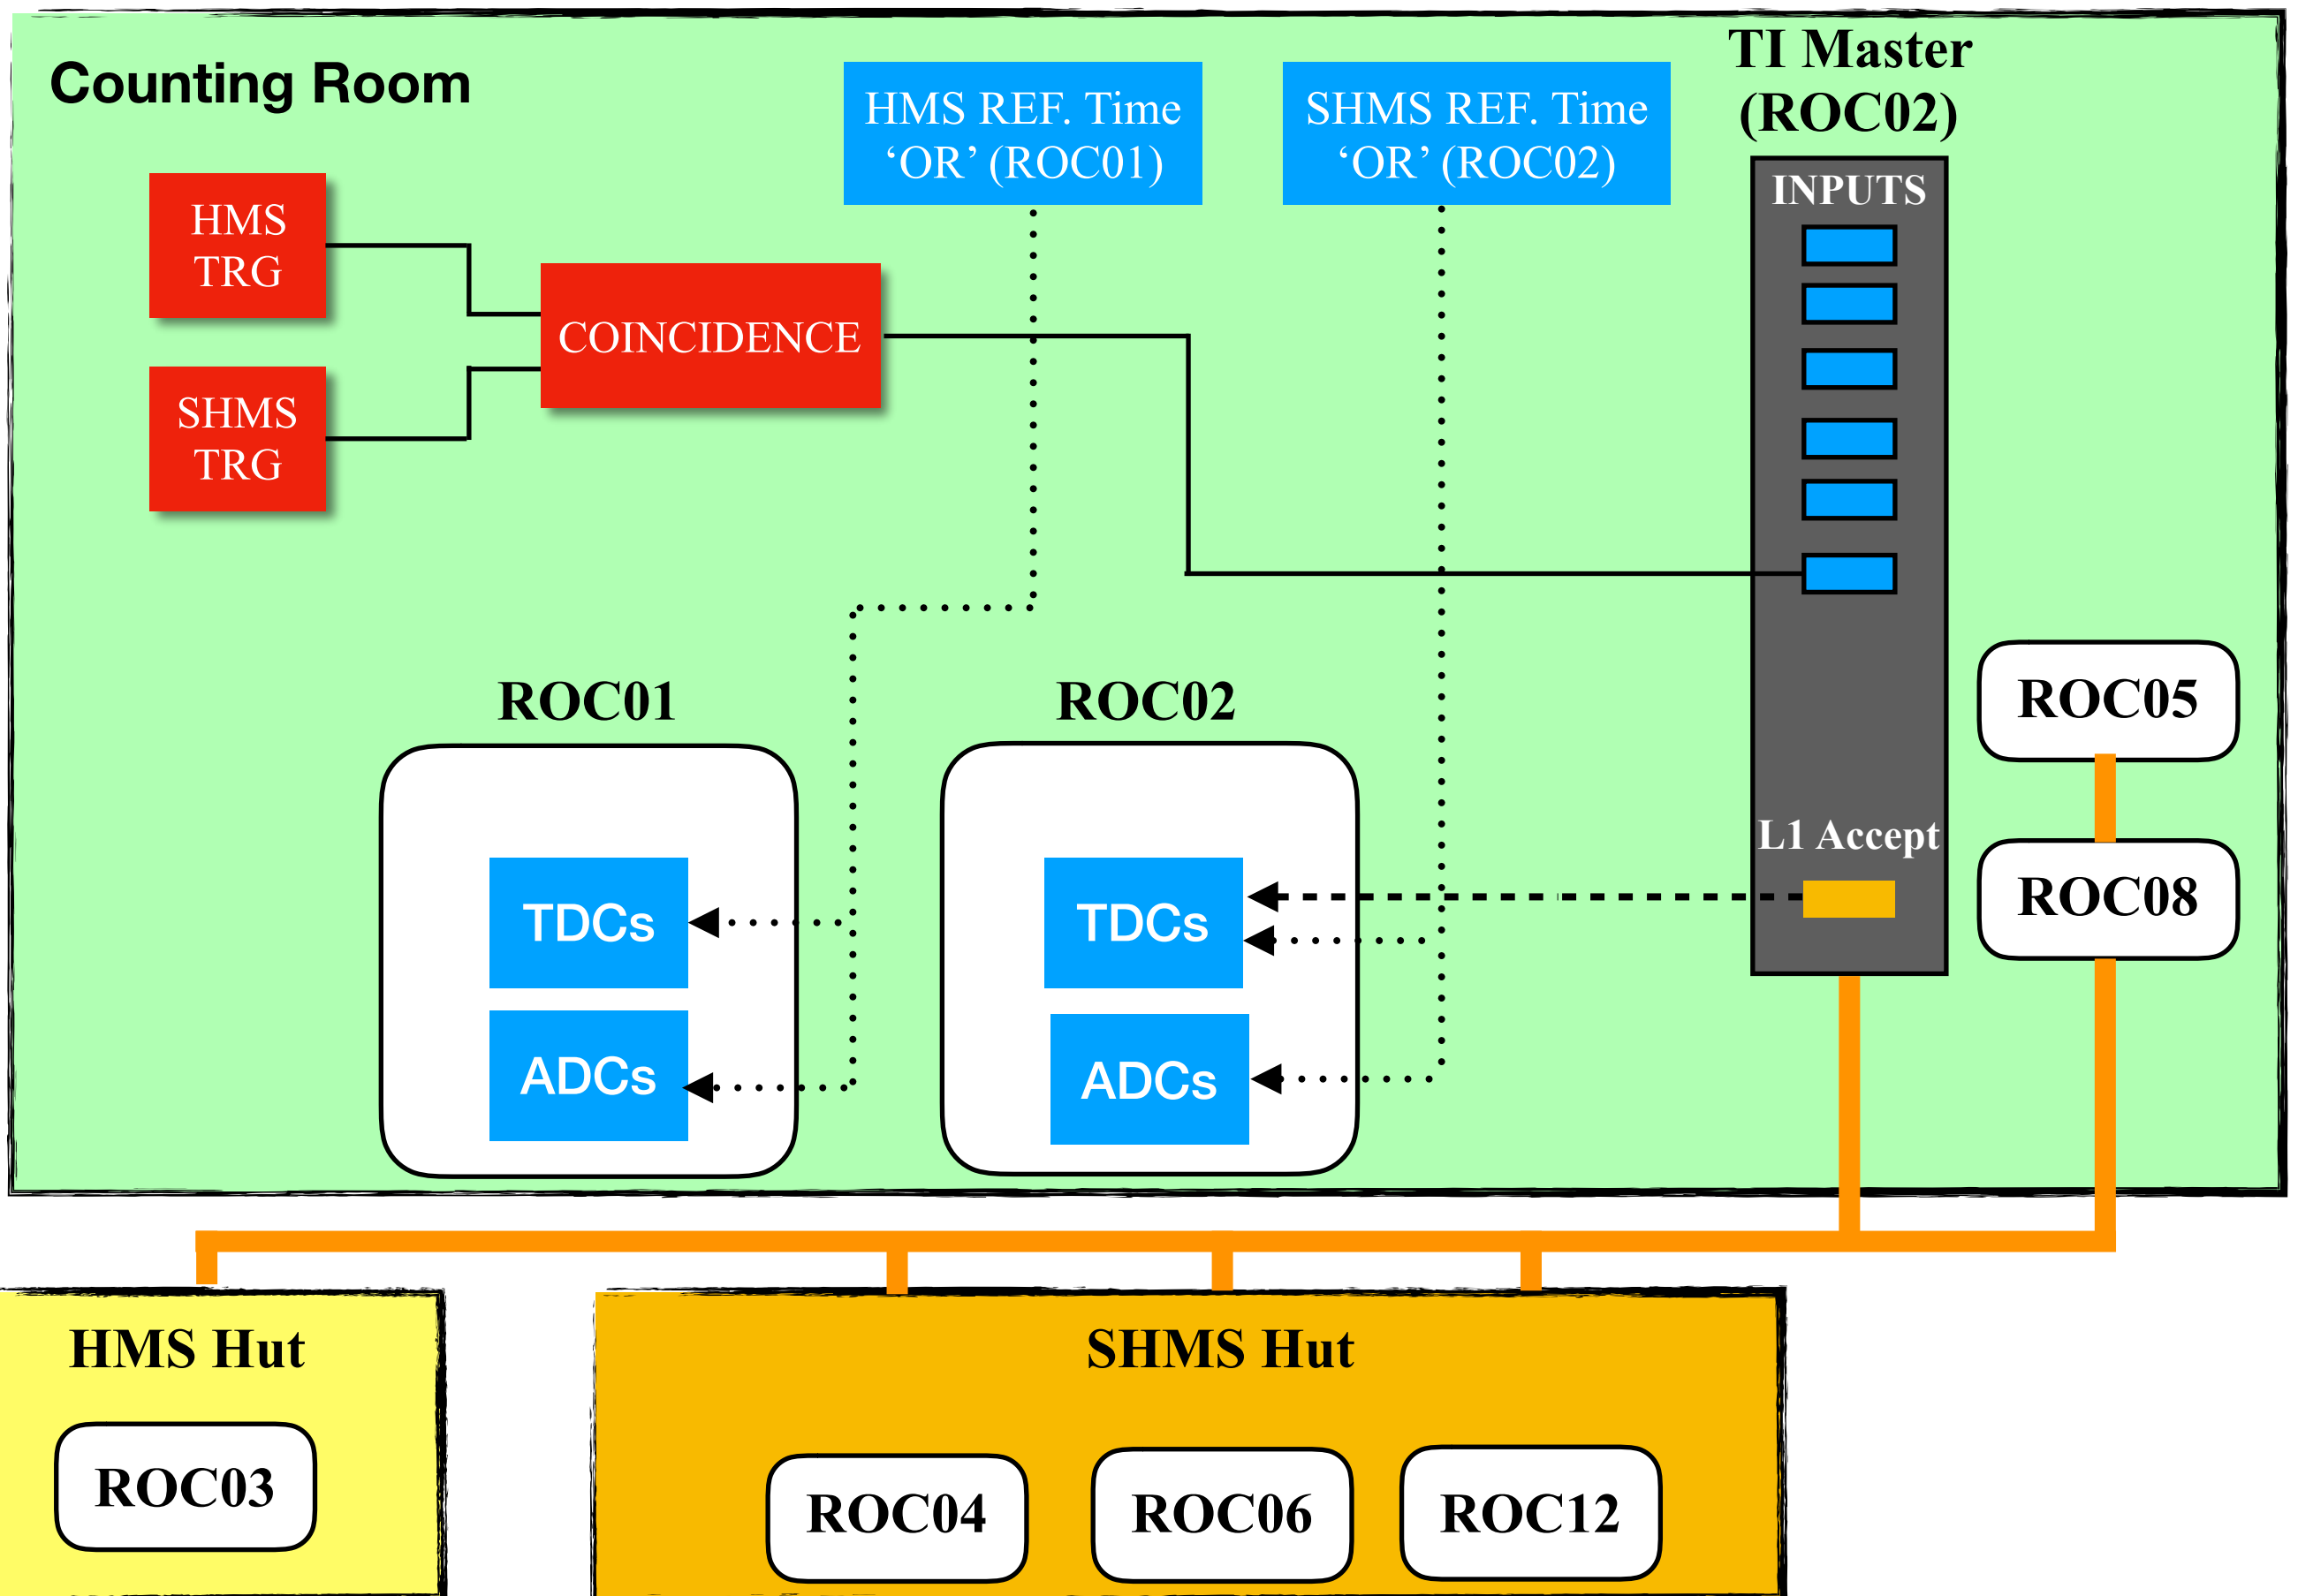 Counting Room
HMS REF. Time
‘OR’ (ROC01)
SHMS REF. Time
‘OR’ (ROC02)
TI Master
(ROC02)
INPUTS
HMS
TRG
COINCIDENCE
SHMS
TRG
ROC01
ROC02
ROC05
L1 Accept
ROC08
TDCs
TDCs
ADCs
ADCs
HMS Hut
SHMS Hut
ROC03
ROC04
ROC06
ROC12